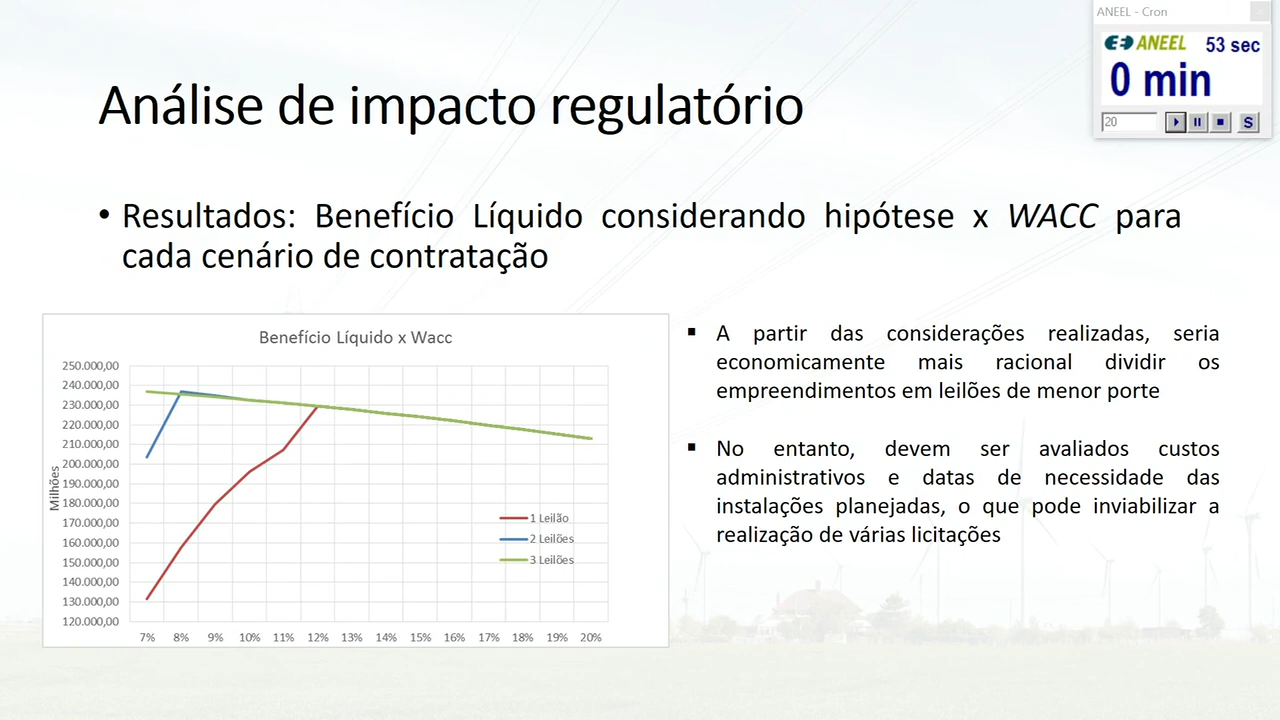 ANEEL - Cron
ANEEL 53 sec
0 min
20
S
Análise de impacto regulatório
• Resultados: Benefício Líquido considerando hipótese x WACC para
cada cenário de contratação
Benefício Líquido x Wacc
250.000,00
240.000,00
230.000,00
220.000,00
210.000,00
200.000,00
190.000,00
180.000,00
170.000,00
160.000,00
150.000,00
140.000,00
130.000,00
120.000,00
Milhões
1 Leilão
2 Leilões
3 Leilões
7% 8% 9% 10% 11% 12% 13% 14% 15% 16% 17% 18% 19% 20%
▪ A partir das considerações realizadas, seria
economicamente mais racional dividir os
empreendimentos em leilões de menor porte
▪ No entanto, devem ser avaliados custos
administrativos e datas de necessidade das
instalações planejadas, o que pode inviabilizar a
realização de várias licitações